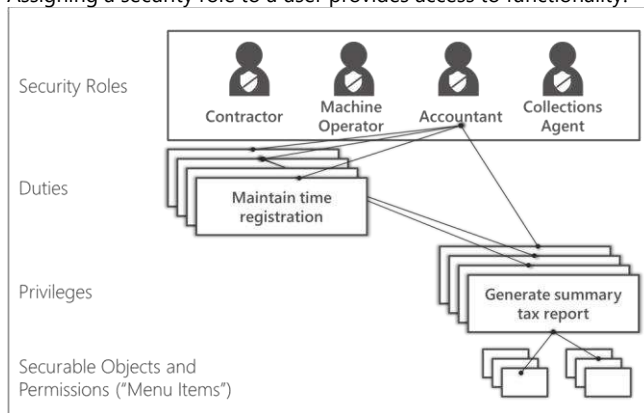 Assigning a security role to a user provides access to functionality.
Security Roles
Contractor
Machine
Operator
Accountant
Collections
Agent
Duties
Maintain time
registration
Privileges
Generate summary
tax report
Securable Objects and
Permissions (“Menu Items”)